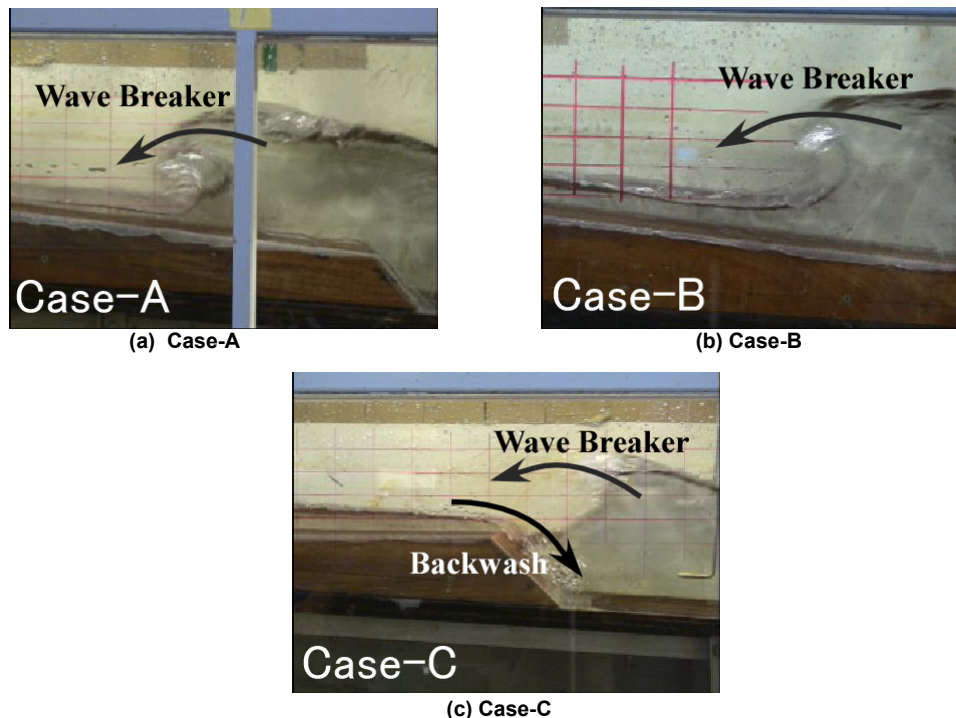 Wave Breaker
Case-A
(a) Case-A
Wave Breaker
Case-B
(b) Case-B
Wave Breaker
Backwash
Case-C
(c) Case-C